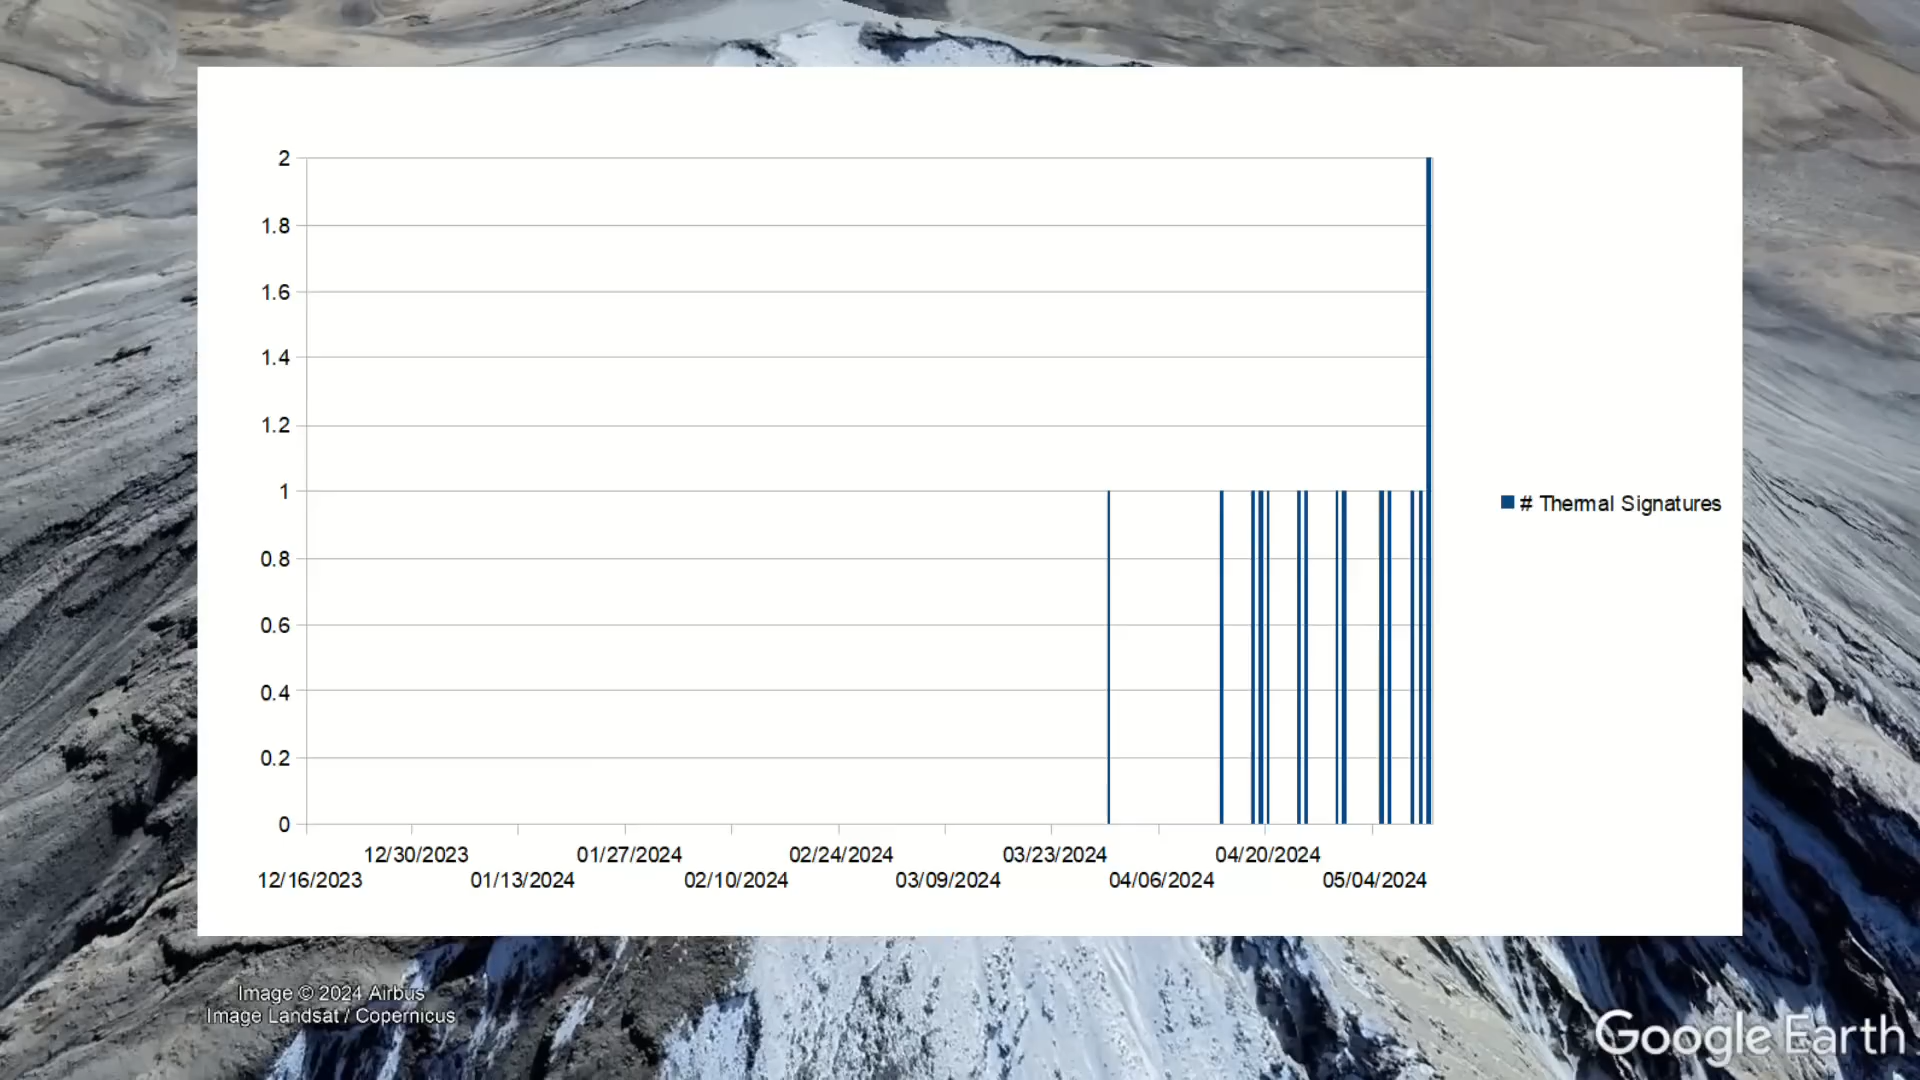 2
1.8
1.6
1.4
1.2
1
0.8
0.6
0.4
0.2
0
# Thermal Signatures
12/30/2023 01/27/2024 02/24/2024 03/23/2024 04/20/2024
12/16/2023 01/13/2024 02/10/2024 03/09/2024 04/06/2024 05/04/2024
Image © 2024 Airbus
Image Landsat / Copernicus
Google Earth